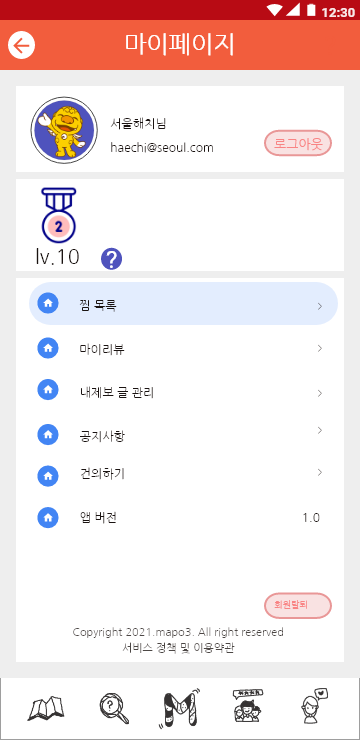 12:30
마이페이지
서울해치님
haechi@seoul.com
로그아웃
2
lv.10 ?
찜 목록
마이리뷰
내제보 글 관리
공지사항
건의하기
앱 버전 1.0
회원탈퇴
Copyright 2021.mapo3. All right reserved
서비스 정책 및 이용약관
? M